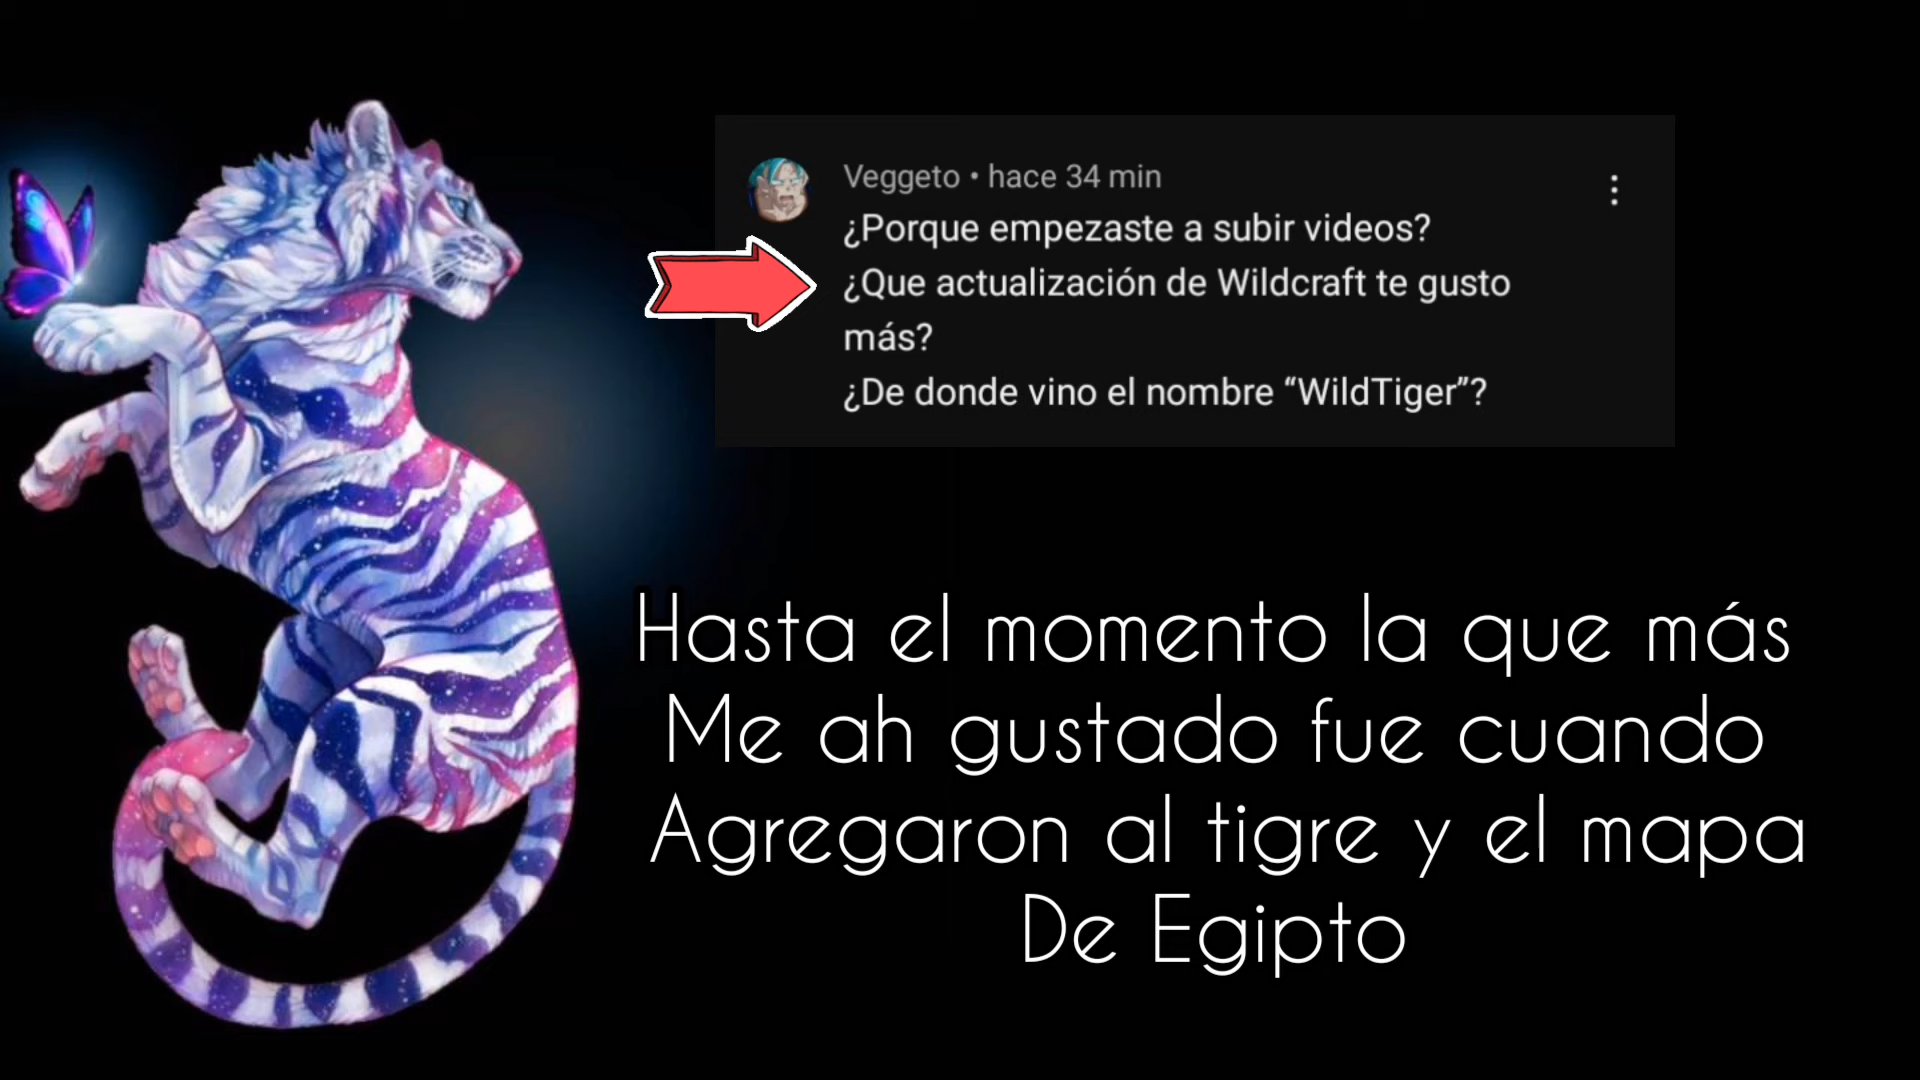 Veggeto • hace 34 min
¿Porque empezaste a subir videos?
¿Que actualización de Wildcraft te gusto
más?
¿De donde vino el nombre “WildTiger”?
Hasta el momento la que más
Me ah gustado fue cuando
Agregaron al tigre y el mapa
De Egipto